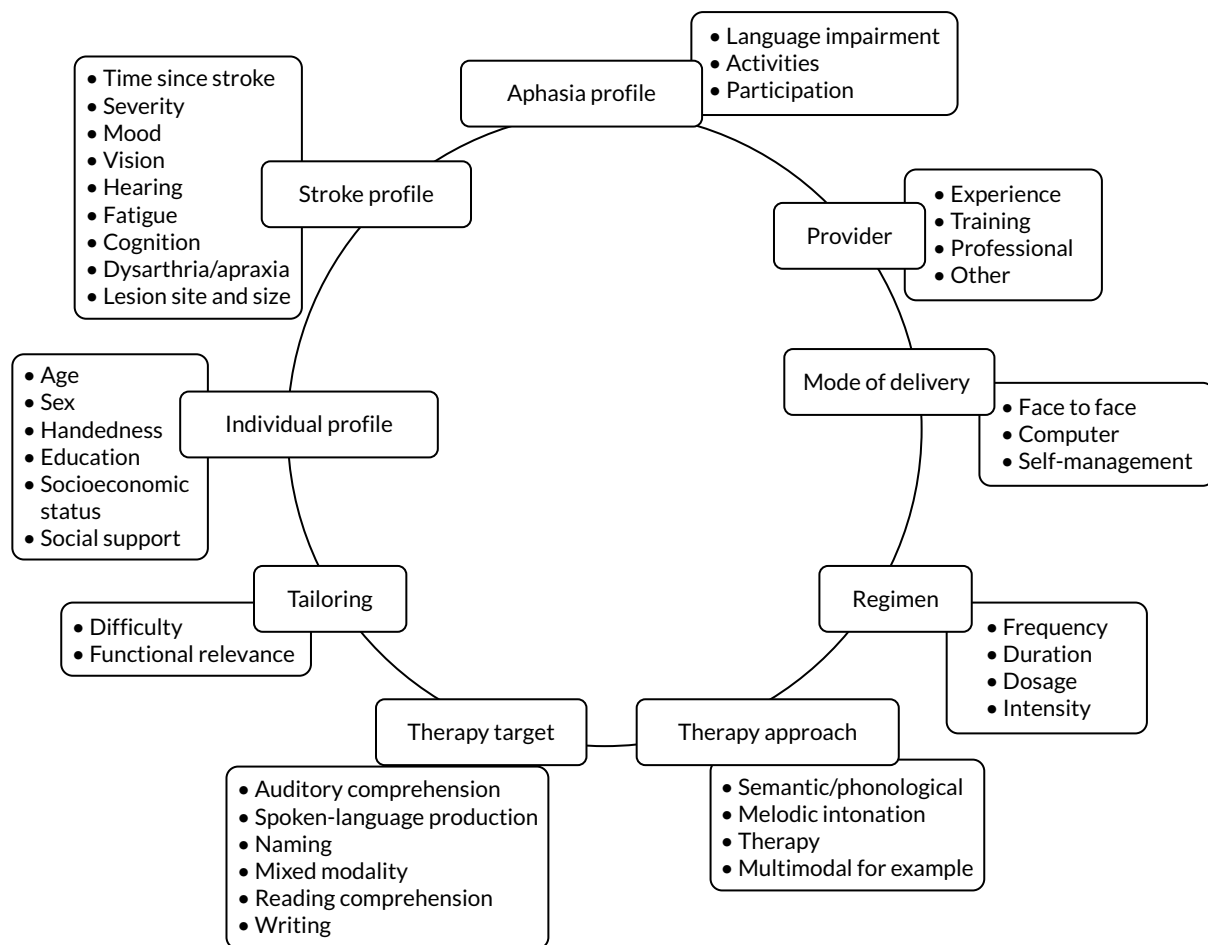 Aphasia profile
• Language impairment
• Activities
• Participation
Provider
• Experience
• Training
• Professional
• Other
Mode of delivery
• Face to face
• Computer
• Self-management
Regimen
• Frequency
• Duration
• Dosage
• Intensity
Therapy approach
• Semantic/phonological
• Melodic intonation
• Therapy
• Multimodal for example
Therapy target
• Auditory comprehension
• Spoken-language production
• Naming
• Mixed modality
• Reading comprehension
• Writing
Tailoring
• Difficulty
• Functional relevance
Individual profile
• Age
• Sex
• Handedness
• Education
• Socioeconomic
status
• Social support
Stroke profile
• Time since stroke
• Severity
• Mood
• Vision
• Hearing
• Fatigue
• Cognition
• Dysarthria/apraxia
• Lesion site and size